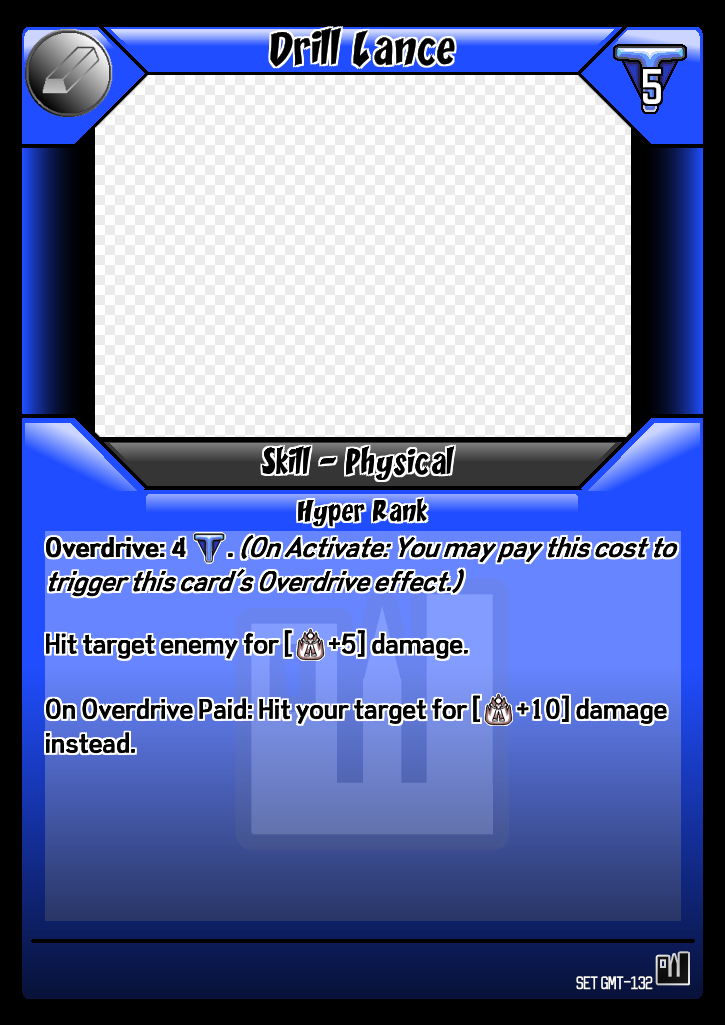 Drill Lance
5
Skill - Physical
Hyper Rank
Overdrive: 4 . (On Activate: You may pay this cost to
trigger this card's Overdrive effect.)
Hit target enemy for [ +5] damage.
On Overdrive Paid: Hit your target for [ +10] damage
instead.
SET GMT-132